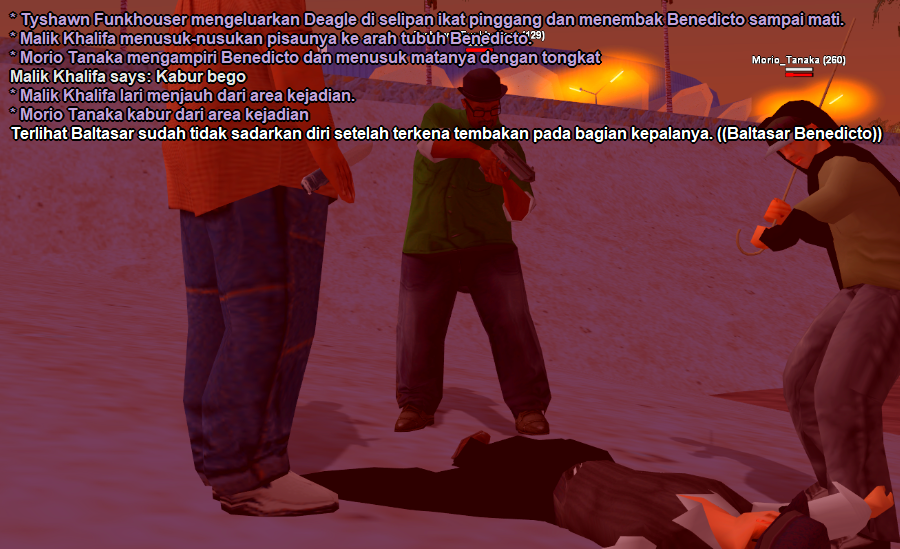 * Tyshawn Funkhouser mengeluarkan Deagle di selipan ikat pinggang dan menembak Benedicto sampai mati.
* Malik Khalifa menusuk-nusukan pisaunya ke arah tubuh Benedicto.
(129)
* Morio Tanaka mengampiri Benedicto dan menusuk matanya dengan tongkat
Morio_Tanaka (260)
Malik Khalifa says: Kabur bego
* Malik Khalifa lari menjauh dari area kejadian.
* Morio Tanaka kabur dari area kejadian
Terlihat Baltasar sudah tidak sadarkan diri setelah terkena tembakan pada bagian kepalanya. ((Baltasar Benedicto))